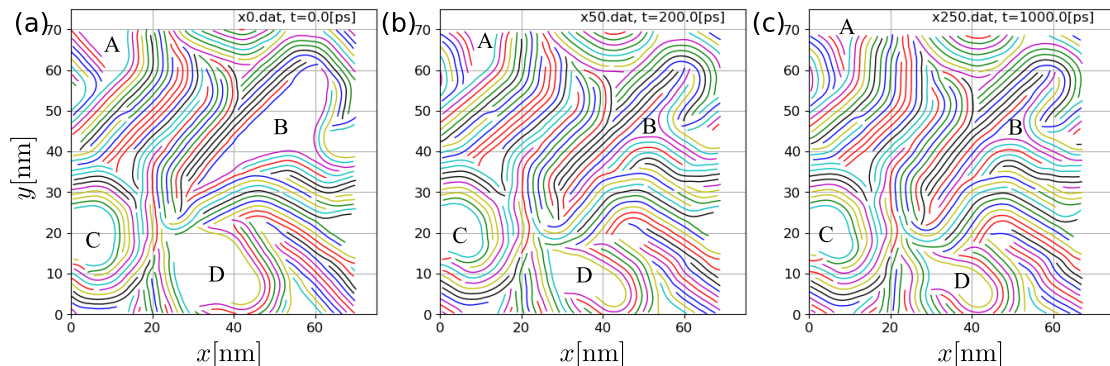 (a) x0.dat, t=0.0[ps]
A
B
C
D
0 10 20 30 40 50 60 70
0 20 40 60
y[nm]
x[nm]
(b) x50.dat, t=200.0[ps]
A
B
C
D
0 10 20 30 40 50 60 70
0 20 40 60
x[nm]
(c) x250.dat, t=1000.0[ps]
A
B
C
D
0 10 20 30 40 50 60 70
0 20 40 60
x[nm]